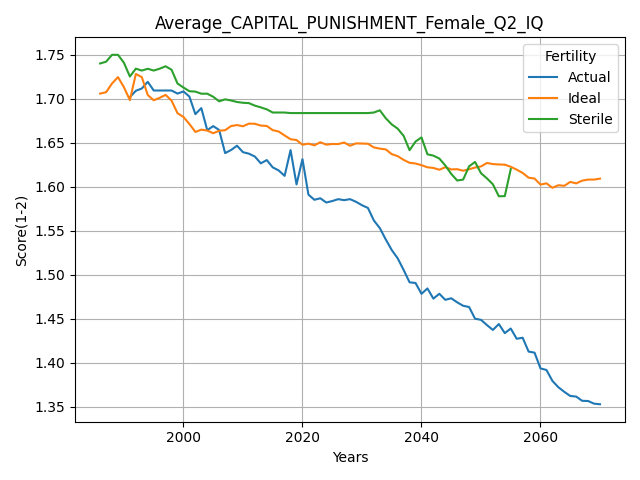 Average_CAPITAL_PUNISHMENT_Female_Q2_IQ
Fertility
Actual
Ideal
Sterile
Score(1-2)
1.75
1.70
1.65
1.60
1.55
1.50
1.45
1.40
1.35
2000
2020
2040
2060
Years